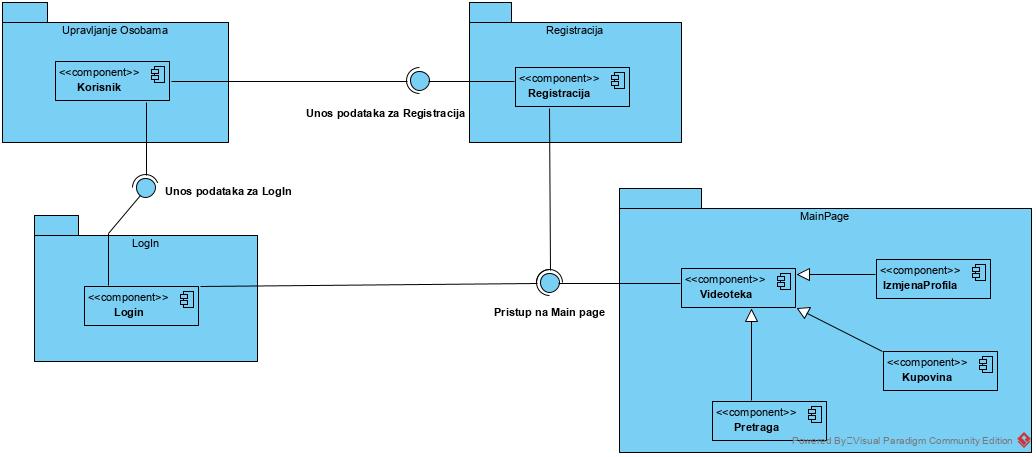 Upravljanje Osobama
<<component>>
Korisnik
Registracija
<<component>>
Registracija
Unos podataka za Registracija
Unos podataka za LogIn
LogIn
<<component>>
Login
Pristup na Main page
MainPage
<<component>>
Videoteka
<<component>>
IzmjenaProfila
<<component>>
Kupovina
<<component>>
Pretraga
Powered By Visual Paradigm Community Edition